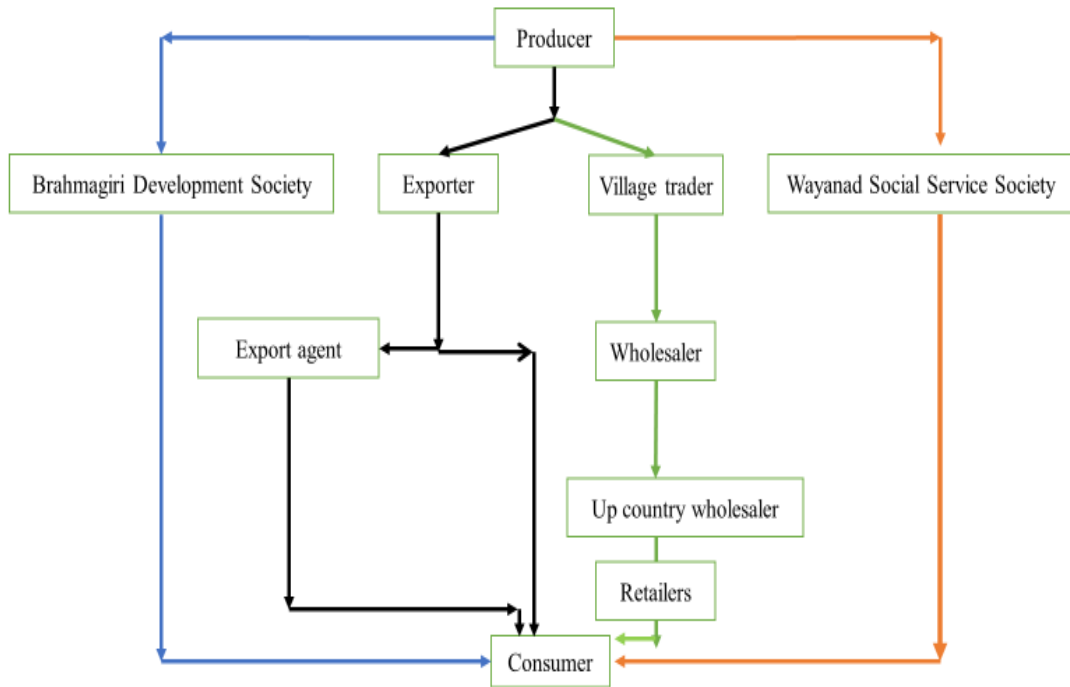 Producer
Brahmagiri Development Society
Exporter
Village trader
Wayanad Social Service Society
Export agent
Wholesaler
Up country wholesaler
Retailers
Consumer